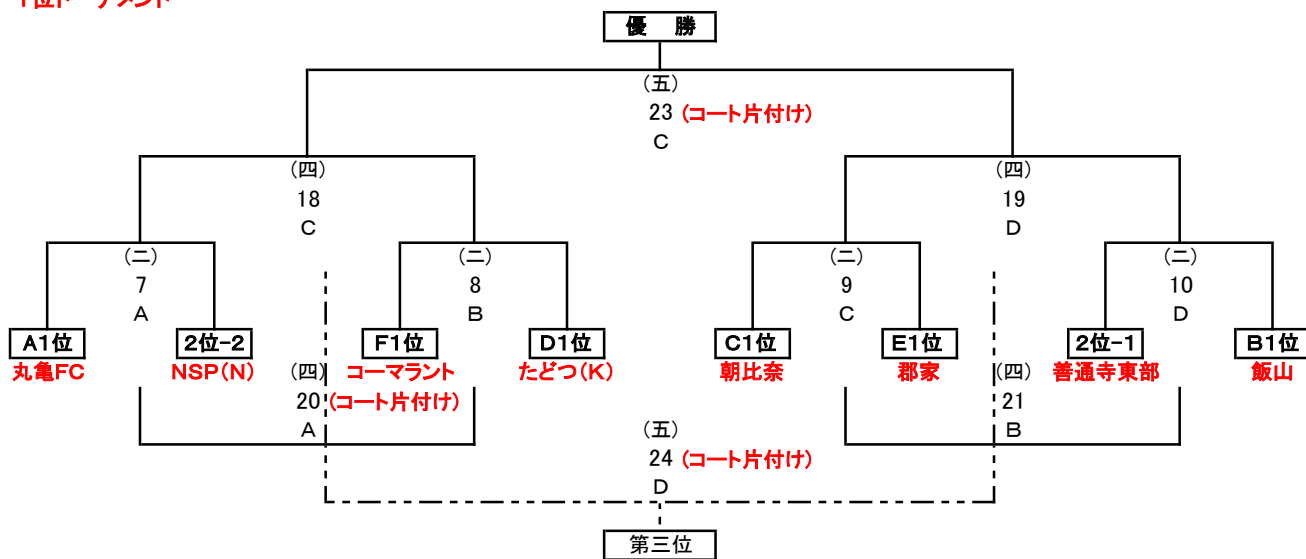 優　勝
(五)
23 (コート片付け)
C
(四) (四)
18 19
C D
(二) (二) (二) (二)
7 8 9 10
A B C D
A1位 2位-2 F1位 D1位 C1位 E1位 2位-1 B1位
丸亀FC NSP(N) (四) コーマラント たどつ(K) 朝比奈 郡家 (四) 善通寺東部 飯山
20 (コート片付け) 21
A B
(五)
24 (コート片付け)
D
第三位